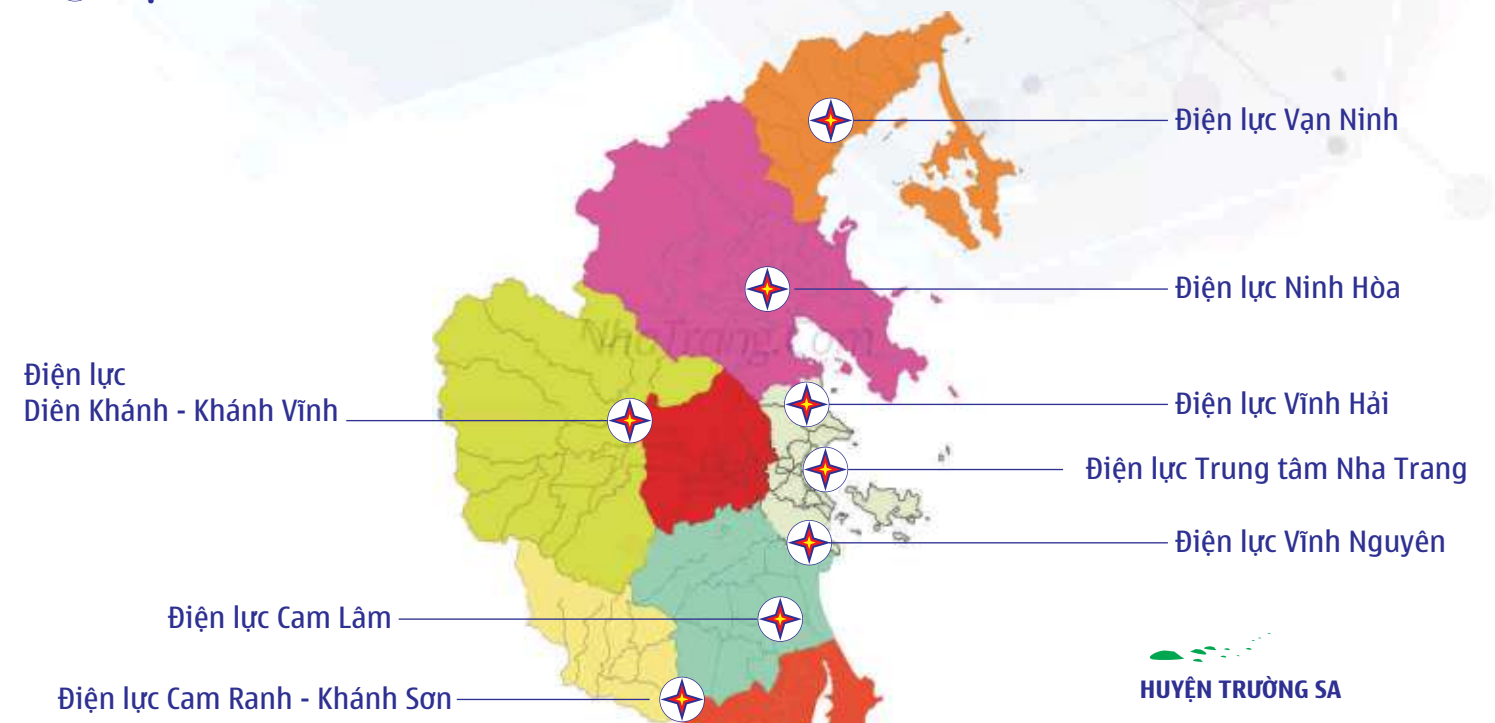 Điện lực Vạn Ninh
Điện lực Ninh Hòa
NhaTrang.Com
Điện lực
Diên Khánh - Khánh Vĩnh
Điện lực Vĩnh Hải
Điện lực Trung tâm Nha Trang
Điện lực Vĩnh Nguyên
Điện lực Cam Lâm
Điện lực Cam Ranh - Khánh Sơn
HUYỆN TRƯỜNG SA